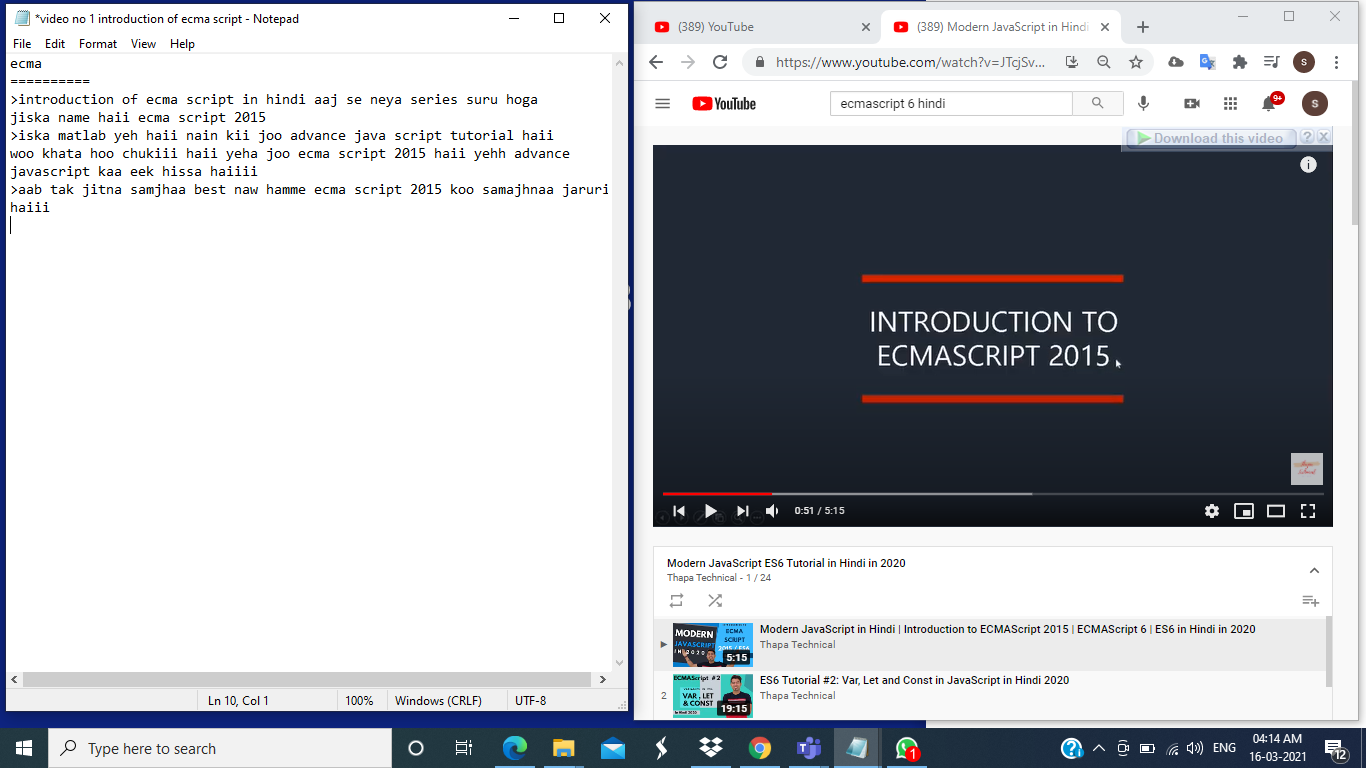 *video no 1 introduction of ecma script - Notepad
File Edit Format View Help
ecma
==========
>introduction of ecma script in hindi aaj se neya series suru hoga
jiska name haii ecma script 2015
>iska matlab yeh haii nain kii joo advance java script tutorial haii
woo khata hoo chukiii haii yeha joo ecma script 2015 haii yehh advance
javascript kaa eek hissa haiiii
>aab tak jitna samjhaa best naw hamme ecma script 2015 koo samajhnaa jaruri
haiii
Ln 10, Col 1 100% Windows (CRLF) UTF-8
(389) YouTube
(389) Modern JavaScript in Hindi
https://www.youtube.com/watch?v=JTcjSv...
S
YouTube
ecmascript 6 hindi
9+
S
Download this video ? X
INTRODUCTION TO
ECMASCRIPT 2015
0:51 / 5:15
Modern JavaScript ES6 Tutorial in Hindi in 2020
Thapa Technical - 1 / 24
MODERN
JAVASCRIPT
ECMA
SCRIPT
5:15
Modern JavaScript in Hindi | Introduction to ECMAScript 2015 | ECMAScript 6 | ES6 in Hindi in 2020
Thapa Technical
2
ECMAScript #2
VAR, LET
& CONST
19:15
ES6 Tutorial #2: Var, Let and Const in JavaScript in Hindi 2020
Thapa Technical
Type here to search
1
ENG
04:14 AM
16-03-2021
12